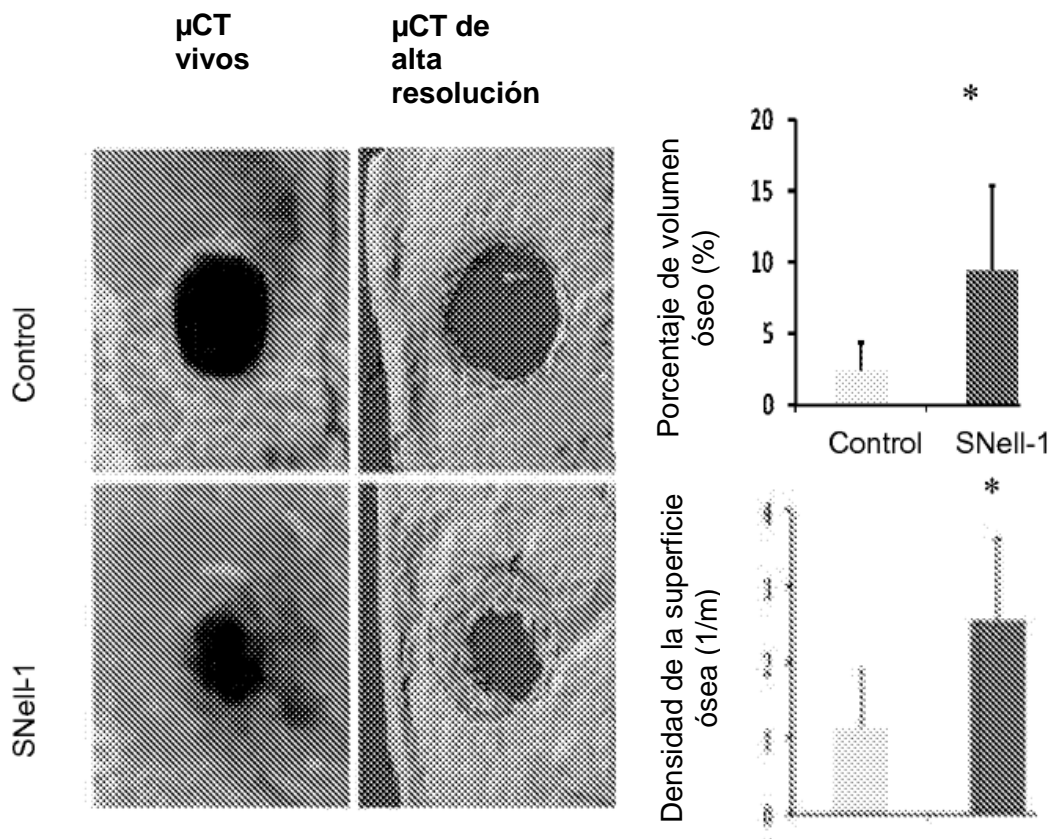 µCT
vivos
µCT de
alta
resolución
Control
SNell-1
Porcentaje de volumen
óseo (%)
20
15
10
5
0
*
Control
SNell-1
Densidad de la superficie
ósea (1/m)
*